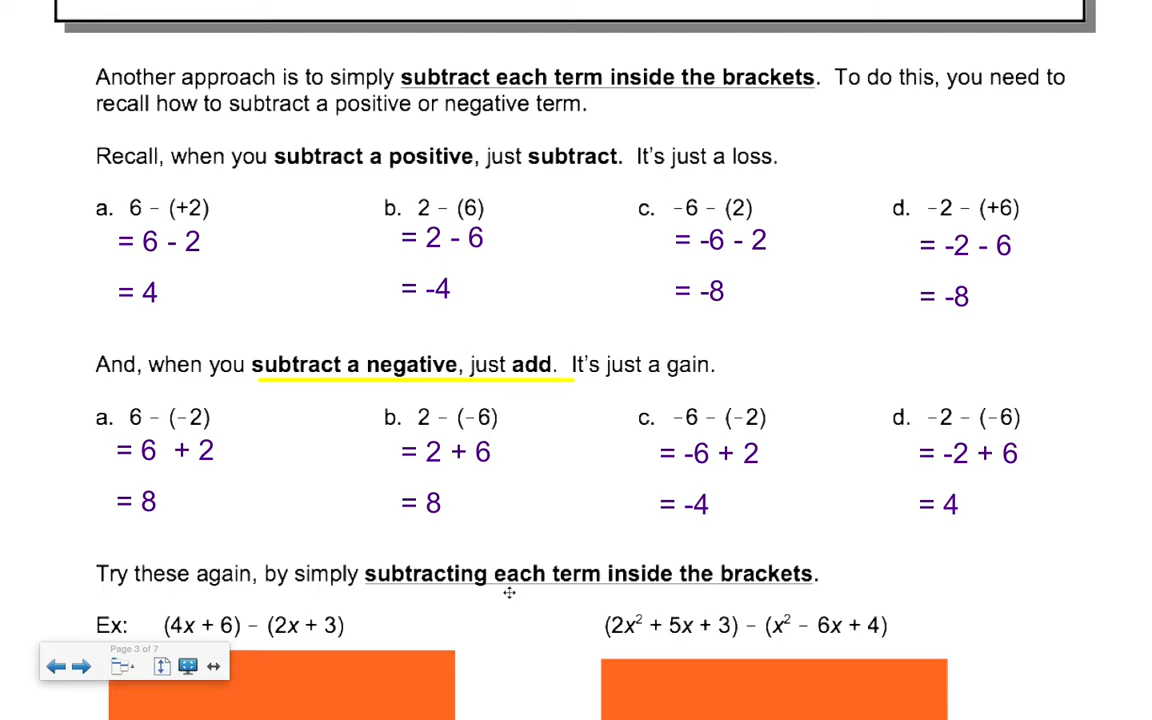 Another approach is to simply subtract each term inside the brackets. To do this, you need to
recall how to subtract a positive or negative term.
Recall, when you subtract a positive, just subtract. It's just a loss.
a. 6 – (+2) b. 2 – (6) c. –6 – (2) d. –2 – (+6)
= 6 - 2 = 2 - 6 = -6 - 2 = -2 - 6
= 4 = -4 = -8 = -8
And, when you subtract a negative, just add. It's just a gain.
a. 6 – (–2) b. 2 – (–6) c. –6 – (–2) d. –2 – (–6)
= 6 + 2 = 2 + 6 = -6 + 2 = -2 + 6
= 8 = 8 = -4 = 4
Try these again, by simply subtracting each term inside the brackets.
Ex: (4x + 6) – (2x + 3) (2x² + 5x + 3) – (x² – 6x + 4)
Page 3 of 7